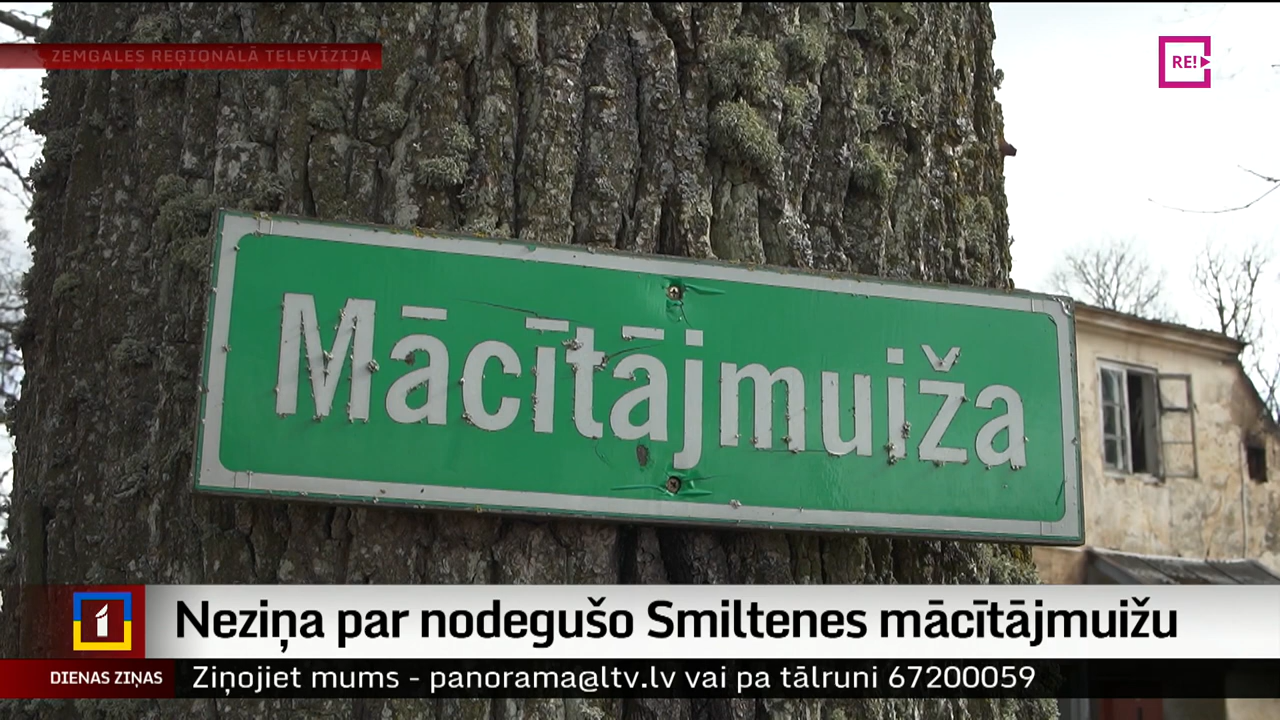 ZEMGALES REĢIONĀLĀ TELEVĪZIJA
RE!
Mācītājmuiža
1
Neziņa par nodegušo Smiltenes mācītājmuižu
DIENAS ZIŅAS
Ziņojiet mums - panorama@ltv.lv vai pa tālruni 67200059